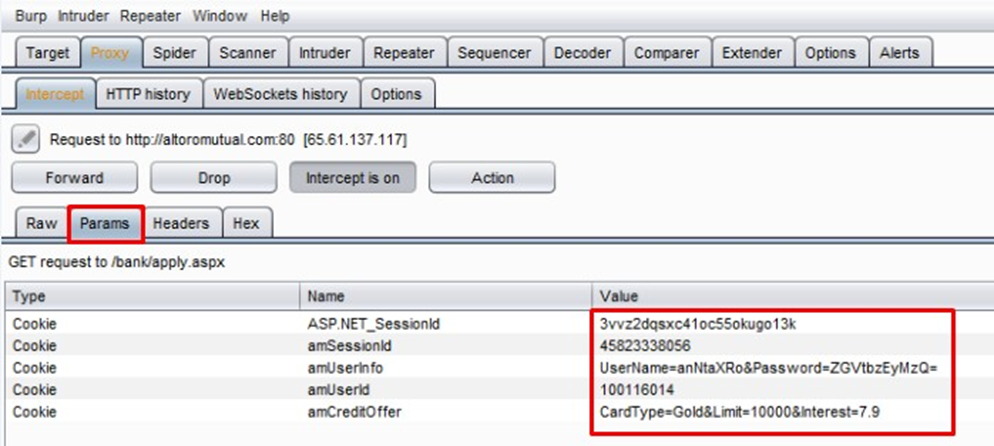 Burp Intruder Repeater Window Help
Target Proxy Spider Scanner Intruder Repeater Sequencer Decoder Comparer Extender Options Alerts
Intercept HTTP history WebSockets history Options
Request to http://altoromutual.com:80 [65.61.137.117]
Forward Drop Intercept is on Action
Raw Params Headers Hex
GET request to /bank/apply.aspx
Type Name Value
Cookie ASP.NET_SessionId 3vvz2dqsxc41oc55okugo13k
Cookie amSessionId 45823338056
Cookie amUserInfo UserName=anNtaXRo&Password=ZGVtbzEyMzQ=
Cookie amUserId 100116014
Cookie amCreditOffer CardType=Gold&Limit=10000&Interest=7.9